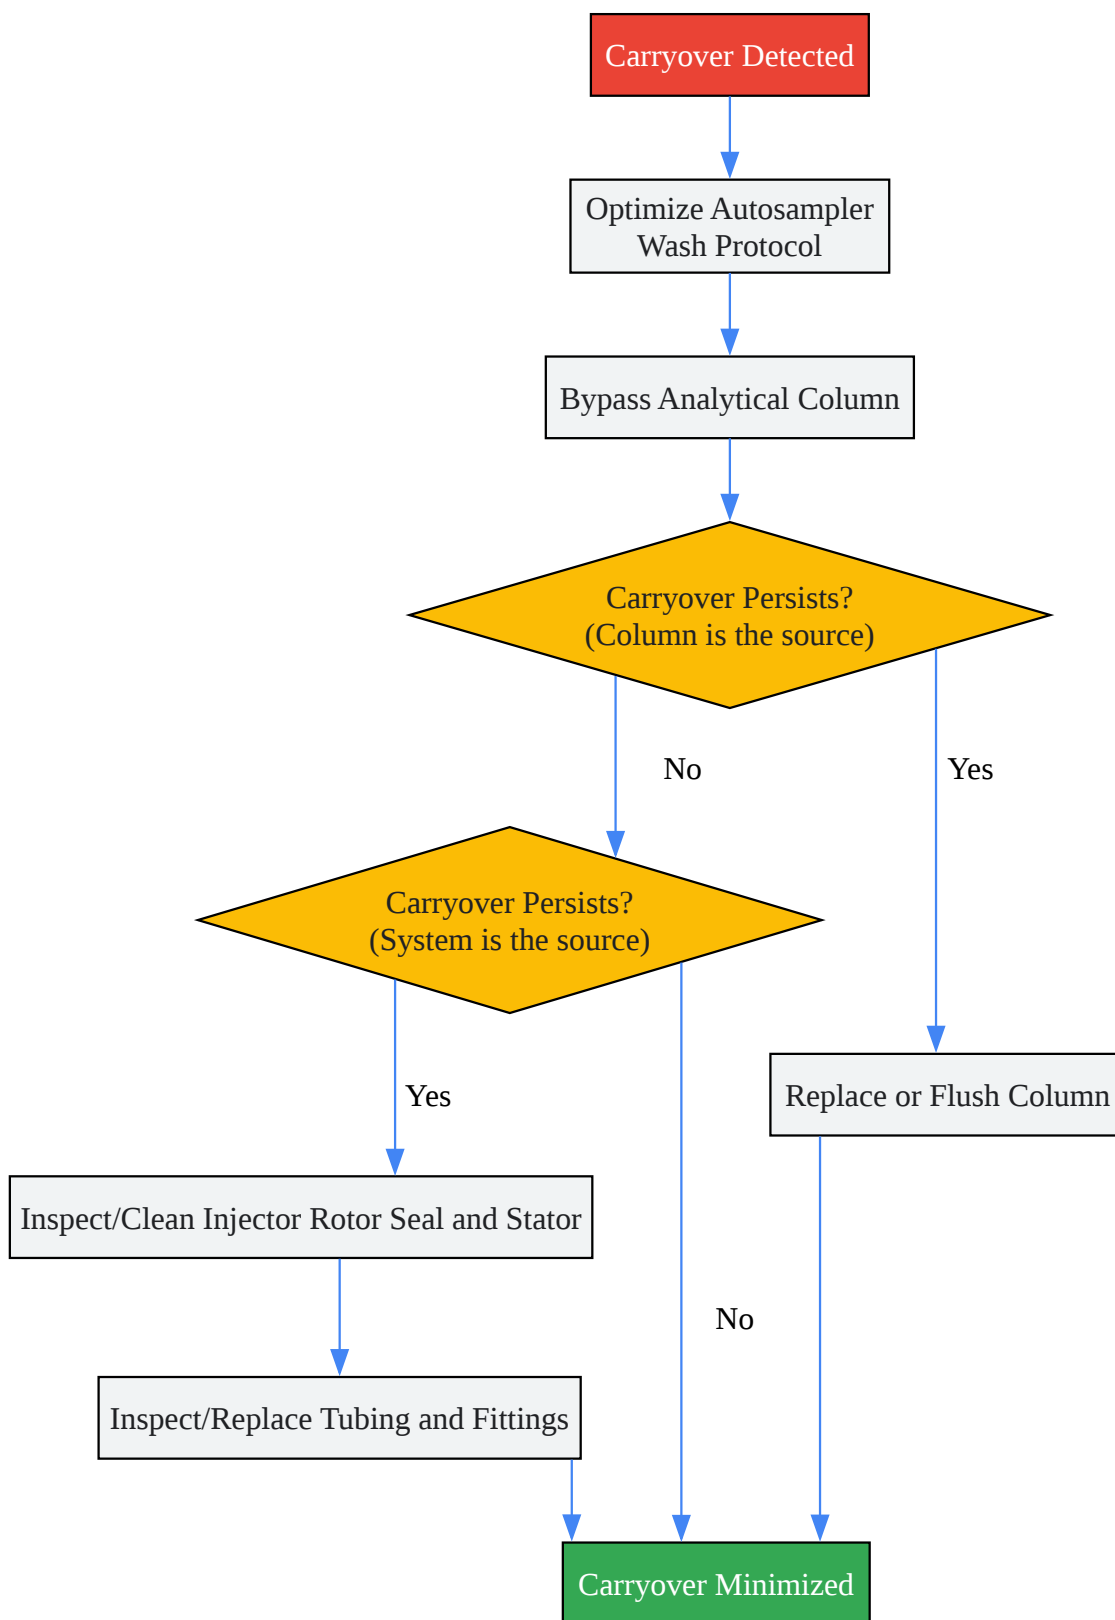 Carryover Detected
Optimize Autosampler
Wash Protocol
Bypass Analytical Column
Carryover Persists?
(Column is the source)
No
Yes
Carryover Persists?
(System is the source)
Yes
Replace or Flush Column
Inspect/Clean Injector Rotor Seal and Stator
No
Inspect/Replace Tubing and Fittings
Carryover Minimized